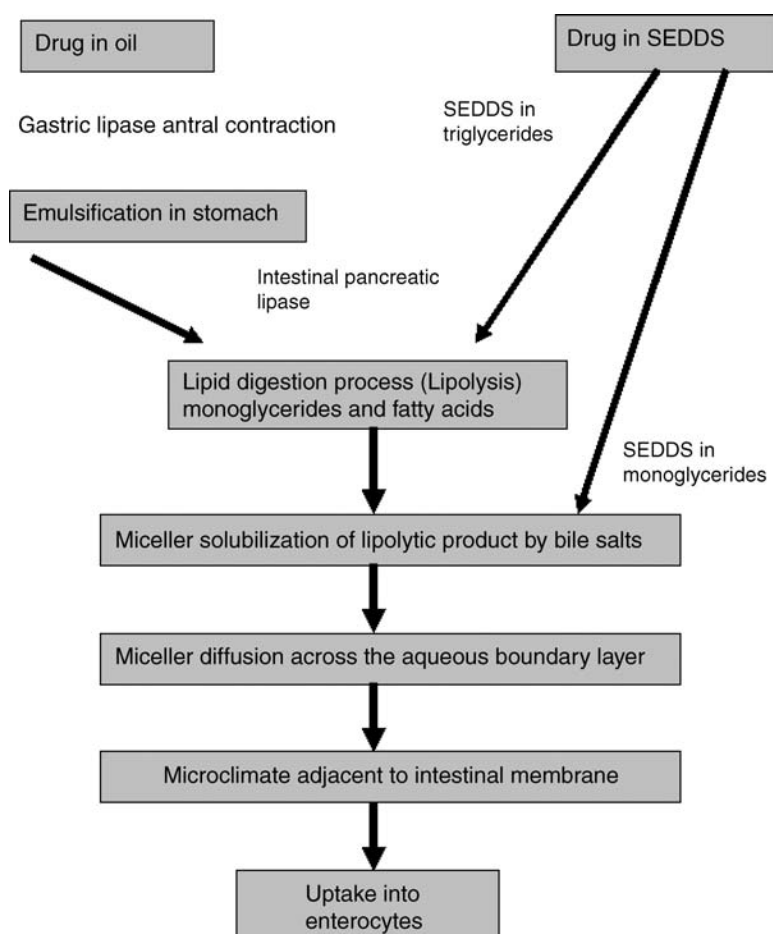 Drug in oil
Drug in SEDDS
Gastric lipase antral contraction
SEDDS in
triglycerides
Emulsification in stomach
Intestinal pancreatic
lipase
Lipid digestion process (Lipolysis)
monoglycerides and fatty acids
SEDDS in
monoglycerides
Miceller solubilization of lipolytic product by bile salts
Miceller diffusion across the aqueous boundary layer
Microclimate adjacent to intestinal membrane
Uptake into
enterocytes